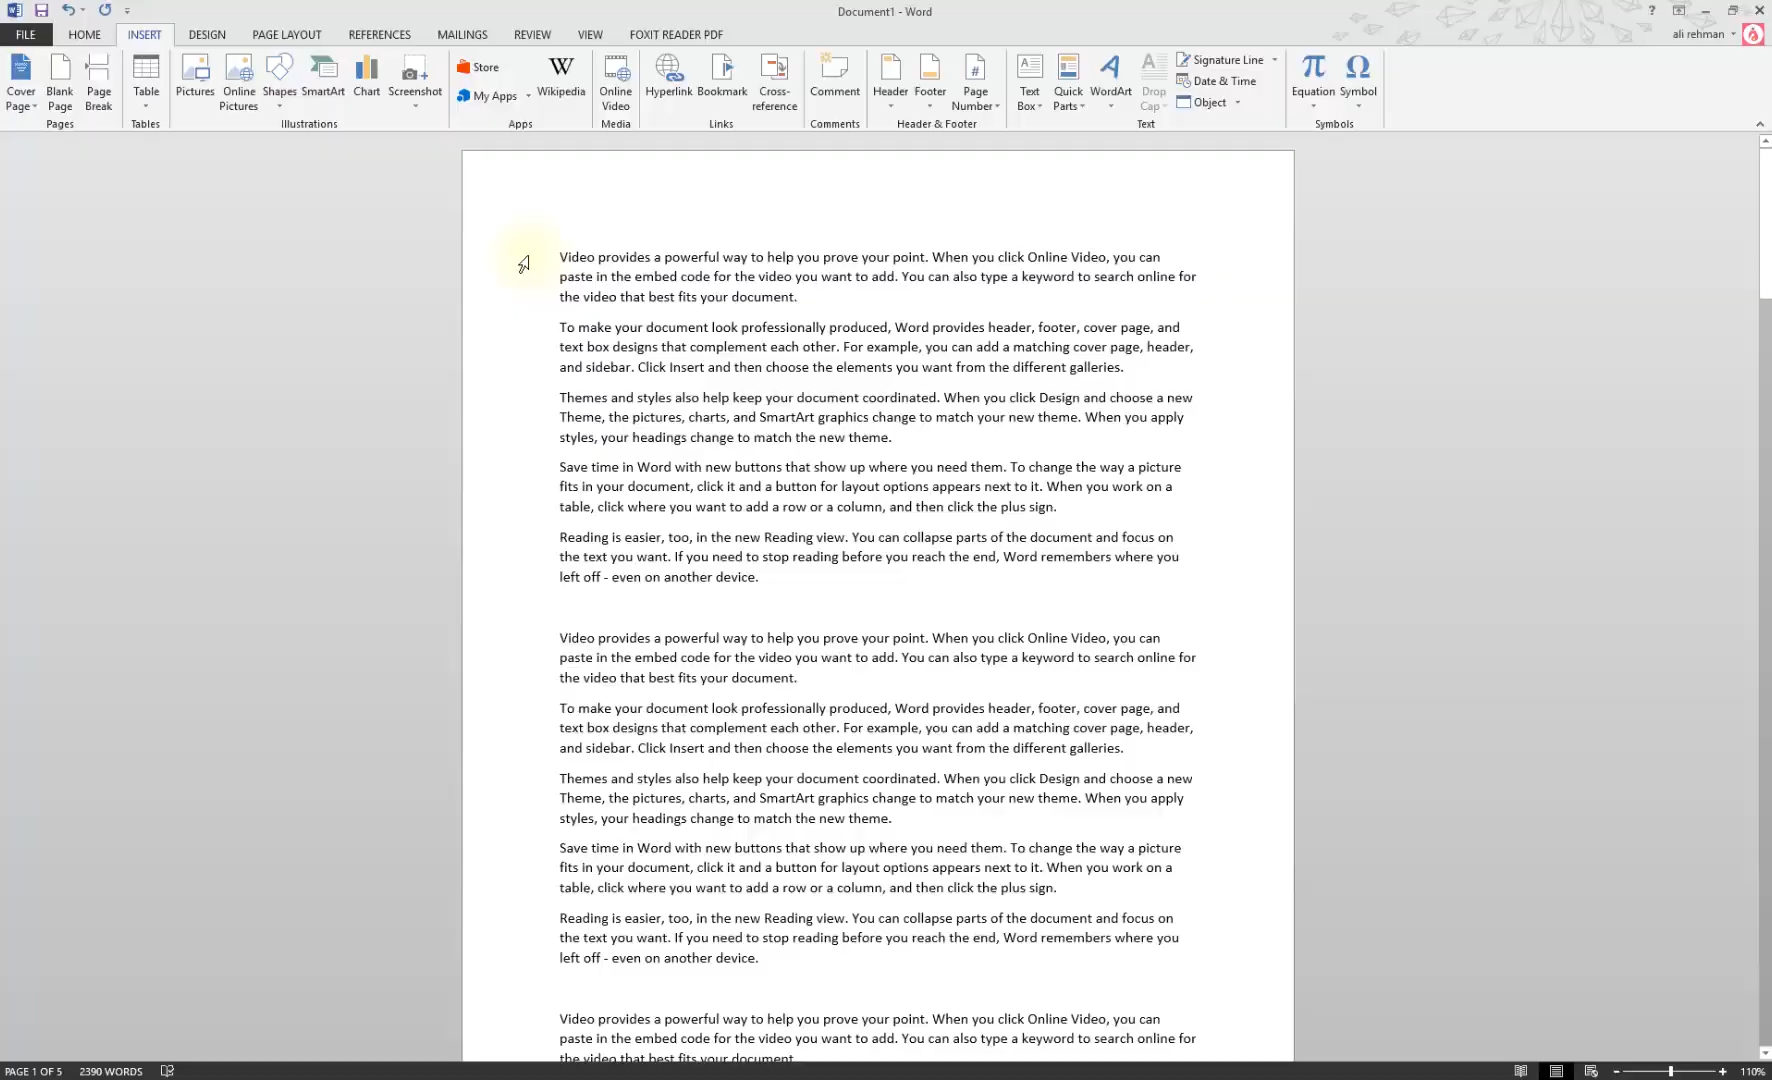 Document1 - Word
?
FILE HOME INSERT DESIGN PAGE LAYOUT REFERENCES MAILINGS REVIEW VIEW FOXIT READER PDF
ali rehman
Cover Page
Blank Page
Page Break
Pages
Table
Tables
Pictures
Online Pictures
Shapes
SmartArt
Chart
Screenshot
Illustrations
Store
My Apps
W
Wikipedia
Apps
Online Video
Media
Hyperlink
Bookmark
Cross-reference
Links
Comment
Comments
Header
Footer
#
Page Number
Header & Footer
A
Text Box
Quick Parts
A
WordArt
A
Drop Cap
Signature Line
Date & Time
Object
Text
π
Equation
Ω
Symbol
Symbols
Video provides a powerful way to help you prove your point. When you click Online Video, you can
paste in the embed code for the video you want to add. You can also type a keyword to search online for
the video that best fits your document.
To make your document look professionally produced, Word provides header, footer, cover page, and
text box designs that complement each other. For example, you can add a matching cover page, header,
and sidebar. Click Insert and then choose the elements you want from the different galleries.
Themes and styles also help keep your document coordinated. When you click Design and choose a new
Theme, the pictures, charts, and SmartArt graphics change to match your new theme. When you apply
styles, your headings change to match the new theme.
Save time in Word with new buttons that show up where you need them. To change the way a picture
fits in your document, click it and a button for layout options appears next to it. When you work on a
table, click where you want to add a row or a column, and then click the plus sign.
Reading is easier, too, in the new Reading view. You can collapse parts of the document and focus on
the text you want. If you need to stop reading before you reach the end, Word remembers where you
left off - even on another device.
Video provides a powerful way to help you prove your point. When you click Online Video, you can
paste in the embed code for the video you want to add. You can also type a keyword to search online for
the video that best fits your document.
To make your document look professionally produced, Word provides header, footer, cover page, and
text box designs that complement each other. For example, you can add a matching cover page, header,
and sidebar. Click Insert and then choose the elements you want from the different galleries.
Themes and styles also help keep your document coordinated. When you click Design and choose a new
Theme, the pictures, charts, and SmartArt graphics change to match your new theme. When you apply
styles, your headings change to match the new theme.
Save time in Word with new buttons that show up where you need them. To change the way a picture
fits in your document, click it and a button for layout options appears next to it. When you work on a
table, click where you want to add a row or a column, and then click the plus sign.
Reading is easier, too, in the new Reading view. You can collapse parts of the document and focus on
the text you want. If you need to stop reading before you reach the end, Word remembers where you
left off - even on another device.
Video provides a powerful way to help you prove your point. When you click Online Video, you can
paste in the embed code for the video you want to add. You can also type a keyword to search online for
the video that best fits your document.
PAGE 1 OF 5 2390 WORDS 110%